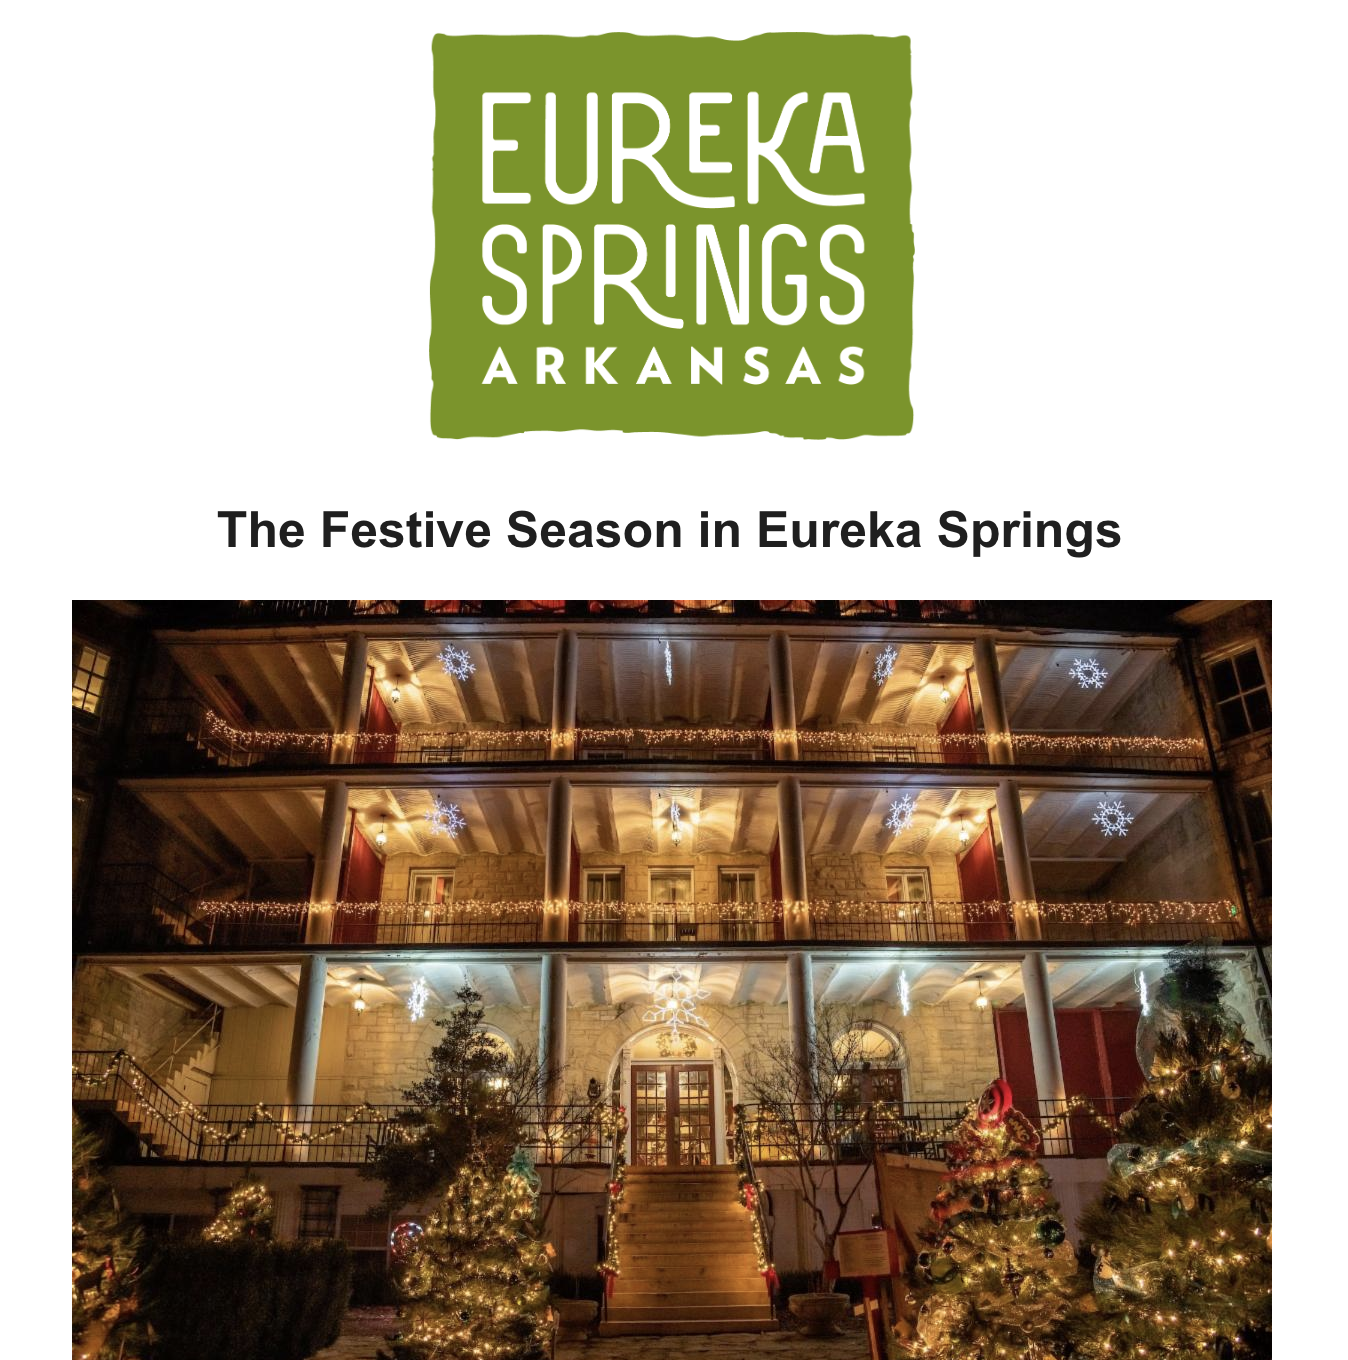 EUREKA
SPRINGS
ARKANSAS
The Festive Season in Eureka Springs